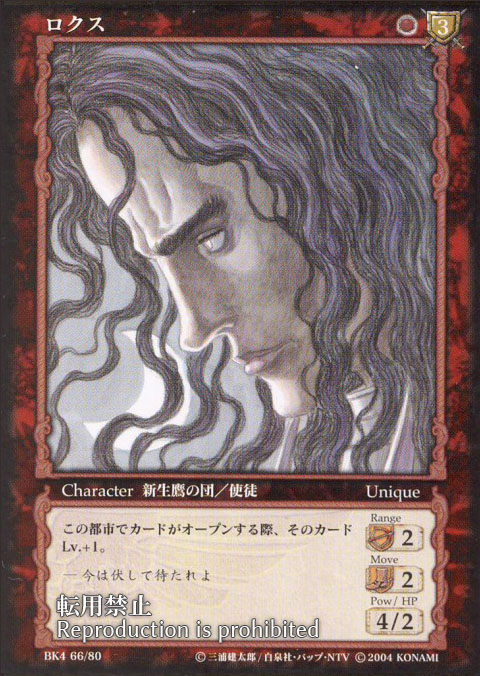 ロクス
3
Character 新生鷹の団／使徒 Unique
この都市でカードがオープンする際、そのカード
Lv.+1。
―今は伏して待たれよ
Range
2
Move
2
Pow/ HP
4/2
転用禁止
Reproduction is prohibited
BK4 66/80
©三浦建太郎/白泉社・バップ・NTV ©2004 KONAMI